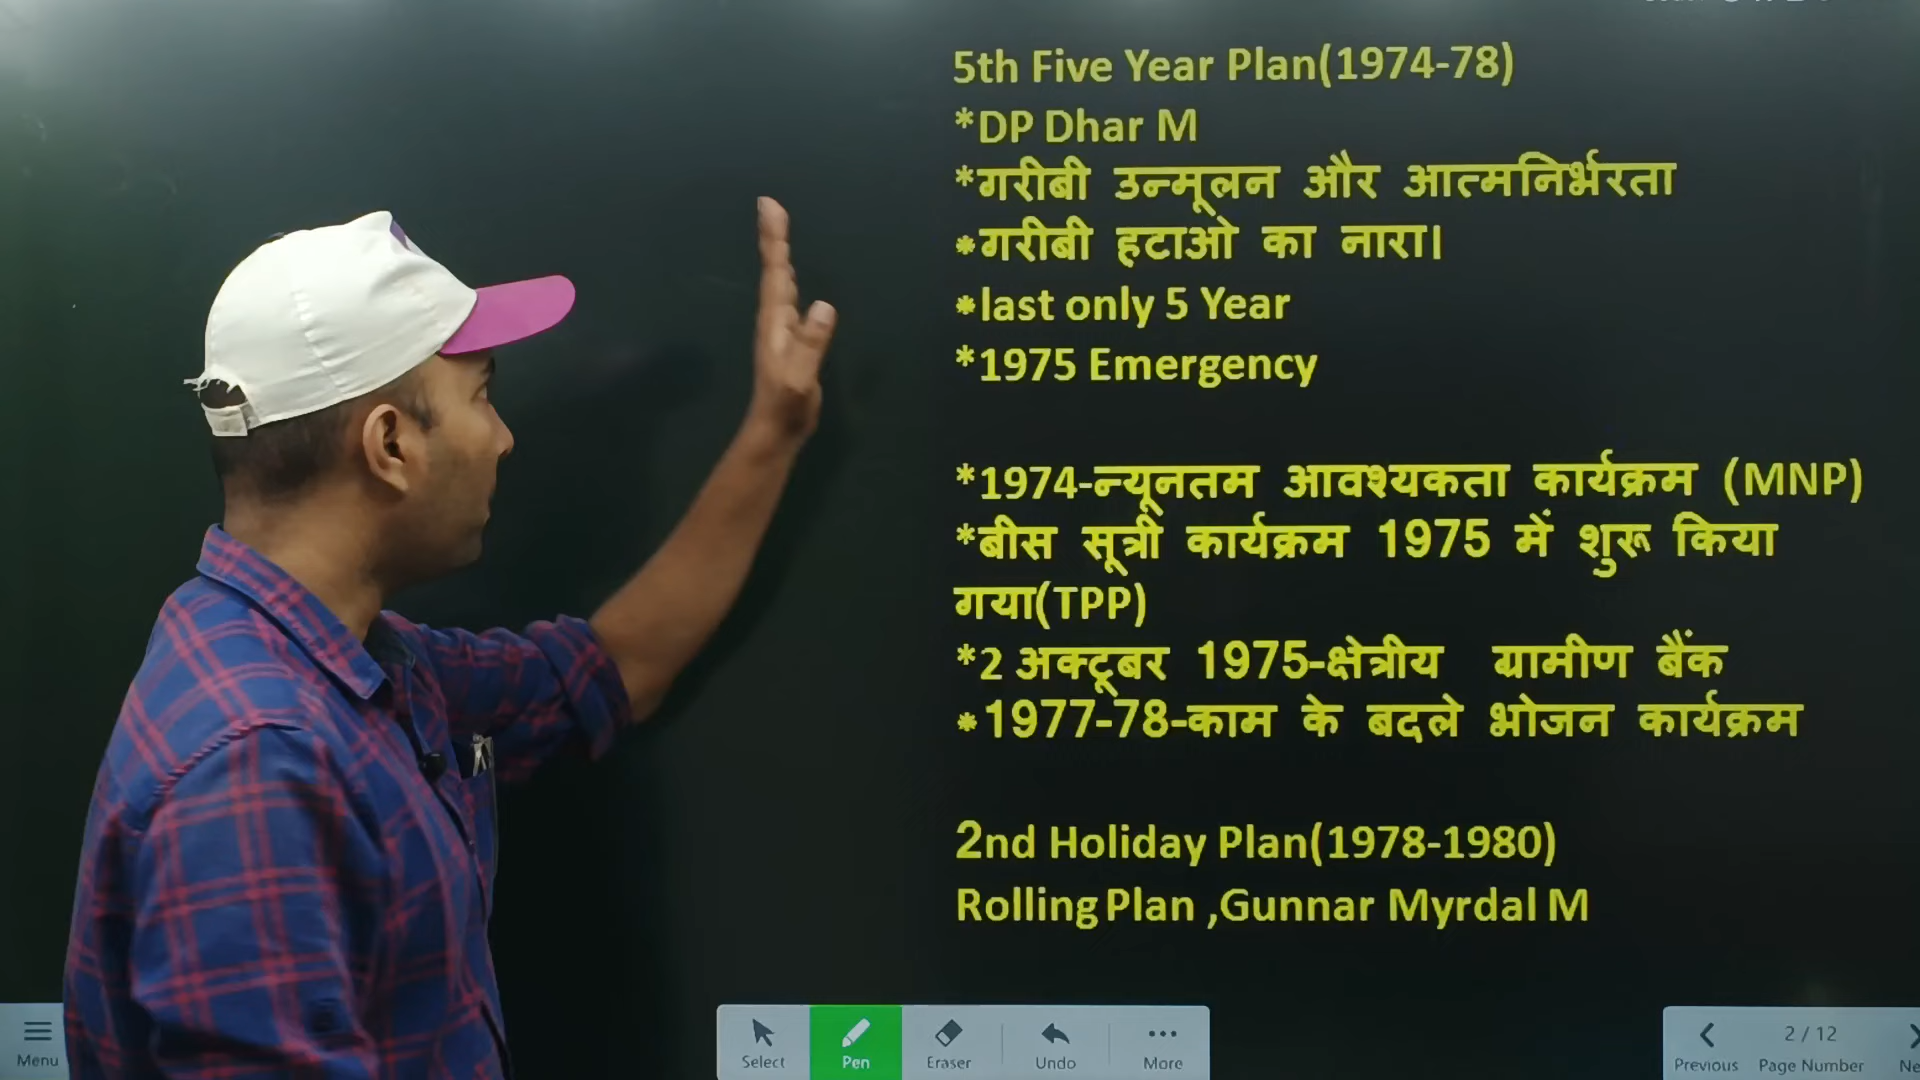 5th Five Year Plan(1974-78)
*DP Dhar M
*गरीबी उन्मूलन और आत्मनिर्भरता
*गरीबी हटाओ का नारा।
*last only 5 Year
*1975 Emergency
*1974-न्यूनतम आवश्यकता कार्यक्रम (MNP)
*बीस सूत्री कार्यक्रम 1975 में शुरू किया
गया(TPP)
*2 अक्टूबर 1975-क्षेत्रीय ग्रामीण बैंक
*1977-78-काम के बदले भोजन कार्यक्रम
2nd Holiday Plan(1978-1980)
Rolling Plan ,Gunnar Myrdal M
Menu
Select Pen Eraser Undo More
2 / 12
Previous Page Number